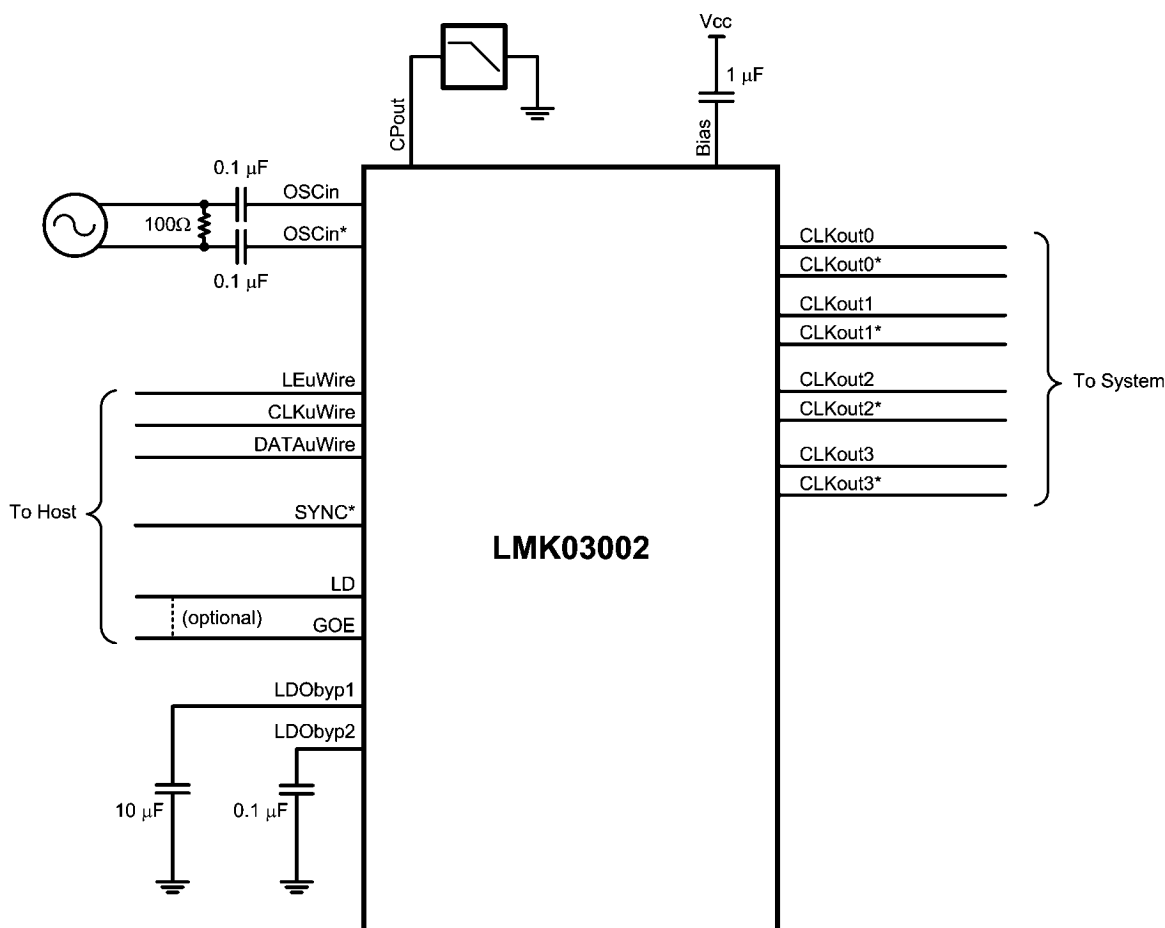 Vcc
1 μF
CPout
Bias
0.1 μF
OSCin
100Ω
OSCin*
0.1 μF
CLKout0
CLKout0*
CLKout1
CLKout1*
CLKout2
CLKout2*
CLKout3
CLKout3*
To System
LEuWire
CLKuWire
DATAuWire
To Host
SYNC*
LMK03002
LD
(optional)
GOE
LDObyp1
LDObyp2
10 μF
0.1 μF